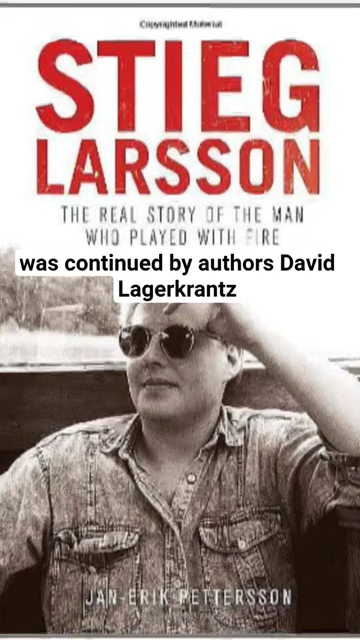 Copyrighted Material
STIEG
LARSSON
THE REAL STORY OF THE MAN
WHO PLAYED WITH FIRE
was continued by authors David
Lagerkrantz
JAN-ERIK PETTERSSON